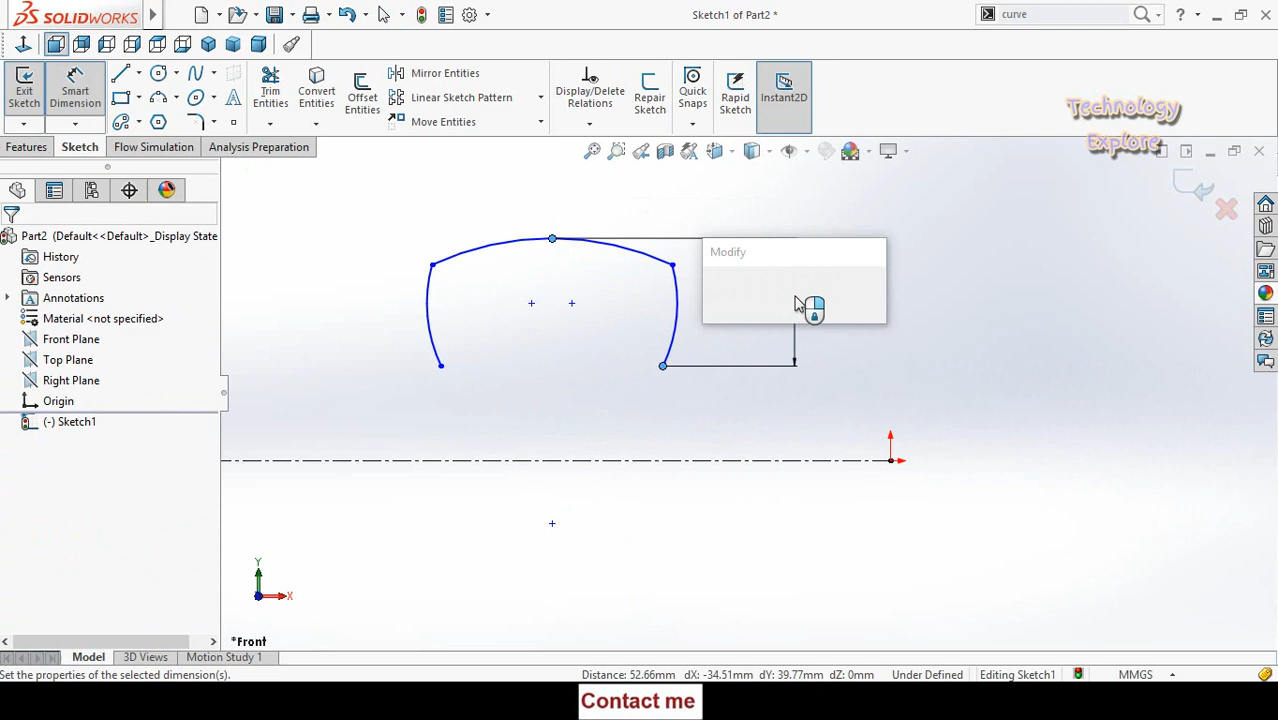 SOLIDWORKS
Sketch1 of Part2 *
curve
Exit Sketch
Smart Dimension
Trim Entities
Convert Entities
Offset Entities
Mirror Entities
Linear Sketch Pattern
Move Entities
Display/Delete Relations
Repair Sketch
Quick Snaps
Rapid Sketch
Instant2D
Technology Explore
Features
Sketch
Flow Simulation
Analysis Preparation
Part2 (Default<<Default>_Display State
History
Sensors
Annotations
Material <not specified>
Front Plane
Top Plane
Right Plane
Origin
(-) Sketch1
Modify
Y
X
*Front
Model
3D Views
Motion Study 1
Set the properties of the selected dimension(s).
Distance: 52.66mm dX: -34.51mm dY: 39.77mm dZ: 0mm
Under Defined
Editing Sketch1
MMGS
Contact me